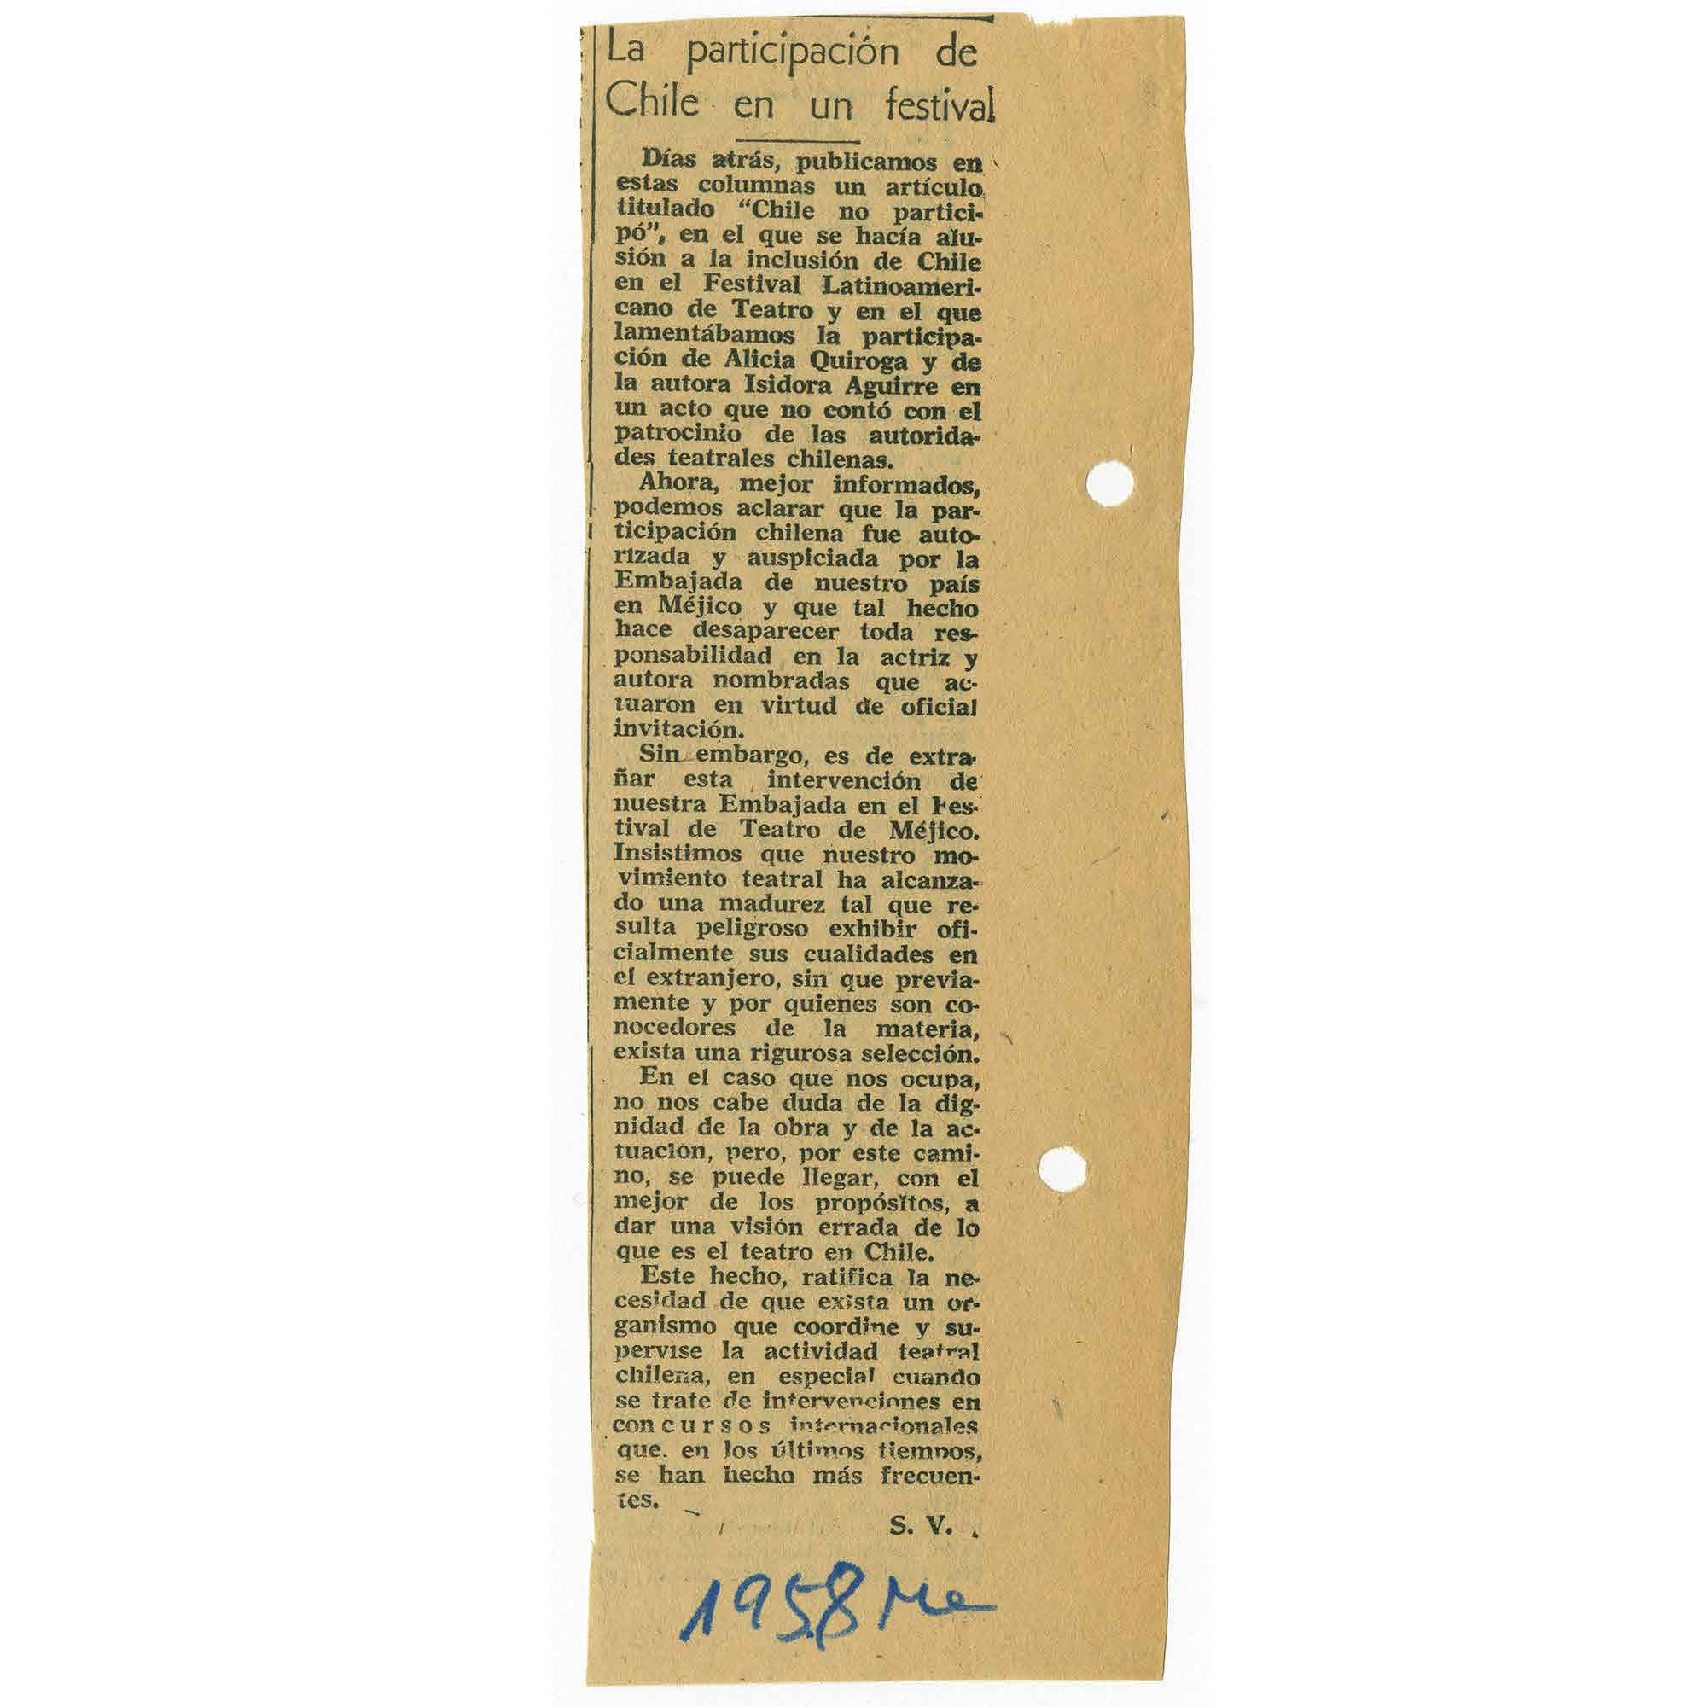 La participación de
Chile en un festival
Días atrás, publicamos en
estas columnas un artículo
titulado “Chile no partici-
pó”, en el que se hacía alu-
sión a la inclusión de Chile
en el Festival Latinoameri-
cano de Teatro y en el que
lamentábamos la participa-
ción de Alicia Quiroga y de
la autora Isidora Aguirre en
un acto que no contó con el
patrocinio de las autorida-
des teatrales chilenas.
Ahora, mejor informados,
podemos aclarar que la par-
ticipación chilena fue auto-
rizada y auspiciada por la
Embajada de nuestro país
en Méjico y que tal hecho
hace desaparecer toda res-
ponsabilidad en la actriz y
autora nombradas que ac-
tuaron en virtud de oficial
invitación.
Sin embargo, es de extra-
ñar esta intervención de
nuestra Embajada en el Fes-
tival de Teatro de Méjico.
Insistimos que nuestro mo-
vimiento teatral ha alcanza-
do una madurez tal que re-
sulta peligroso exhibir ofi-
cialmente sus cualidades en
el extranjero, sin que previa-
mente y por quienes son co-
nocedores de la materia,
exista una rigurosa selección.
En el caso que nos ocupa,
no nos cabe duda de la dig-
nidad de la obra y de la ac-
tuación, pero, por este cami-
no, se puede llegar, con el
mejor de los propósitos, a
dar una visión errada de lo
que es el teatro en Chile.
Este hecho, ratifica la ne-
cesidad de que exista un or-
ganismo que coordine y su-
pervise la actividad teatral
chilena, en especial cuando
se trate de intervenciones en
concursos internacionales
que, en los últimos tiempos,
se han hecho más frecuen-
tes.
S. V.
1958